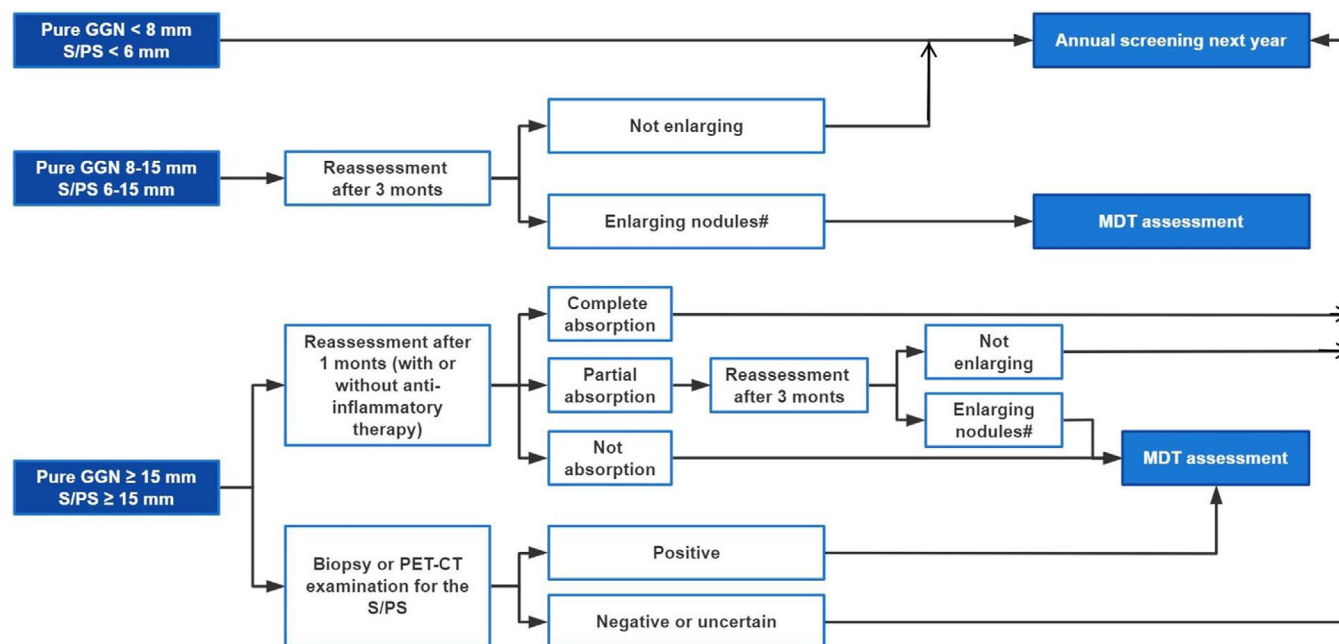 Pure GGN < 8 mm
S/PS < 6 mm
Annual screening next year
Not enlarging
Pure GGN 8-15 mm
S/PS 6-15 mm
Reassessment
after 3 monts
Enlarging nodules#
MDT assessment
Complete
absorption
Reassessment after
1 monts (with or
without anti-
inflammatory
therapy)
Not
enlarging
Partial
absorption
Reassessment
after 3 monts
Enlarging
nodules#
Not
absorption
MDT assessment
Pure GGN ≥ 15 mm
S/PS ≥ 15 mm
Biopsy or PET-CT
examination for the
S/PS
Positive
Negative or uncertain